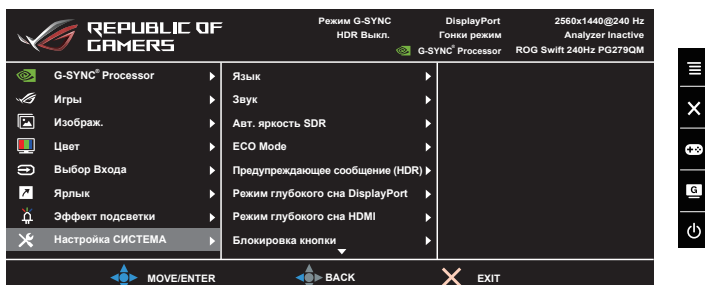 REPUBLIC OF
GAMERS
Режим G-SYNC DisplayPort 2560x1440@240 Hz
HDR Выкл. Гонки режим Analyzer Inactive
G-SYNC® Processor ROG Swift 240Hz PG279QM
G-SYNC® Processor
Игры
Изображ.
Цвет
Выбор Входа
Ярлык
Эффект подсветки
Настройка СИСТЕМА
Язык
Звук
Авт. яркость SDR
ECO Mode
Предупреждающее сообщение (HDR)
Режим глубокого сна DisplayPort
Режим глубокого сна HDMI
Блокировка кнопки
MOVE/ENTER BACK EXIT
G